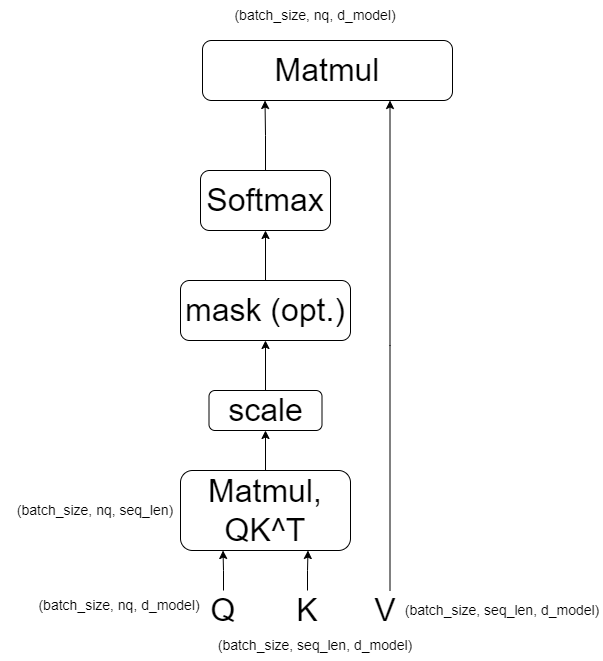 (batch_size, nq, d_model)
Matmul
Softmax
mask (opt.)
scale
Matmul,
QK^T
(batch_size, nq, seq_len)
(batch_size, nq, d_model)
Q
K
V
(batch_size, seq_len, d_model)
(batch_size, seq_len, d_model)